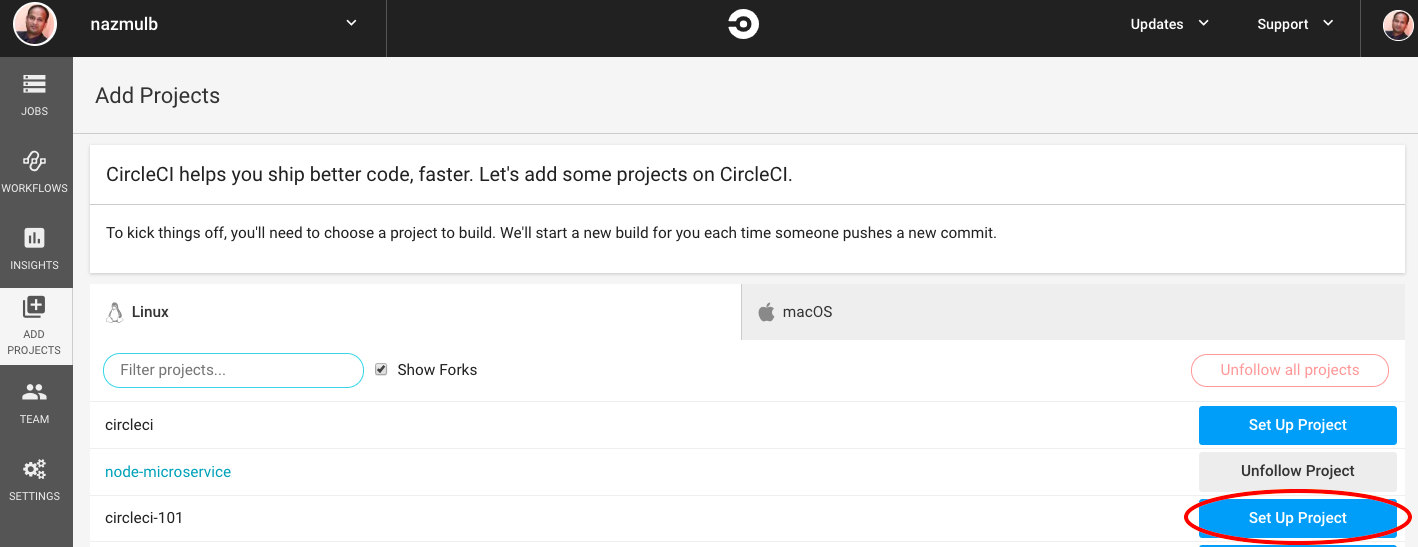 nazmulb
Updates
Support
JOBS
WORKFLOWS
INSIGHTS
ADD
PROJECTS
TEAM
SETTINGS
Add Projects
CircleCI helps you ship better code, faster. Let's add some projects on CircleCI.
To kick things off, you'll need to choose a project to build. We'll start a new build for you each time someone pushes a new commit.
Linux
macOS
Filter projects...
Show Forks
Unfollow all projects
circleci
Set Up Project
node-microservice
Unfollow Project
circleci-101
Set Up Project